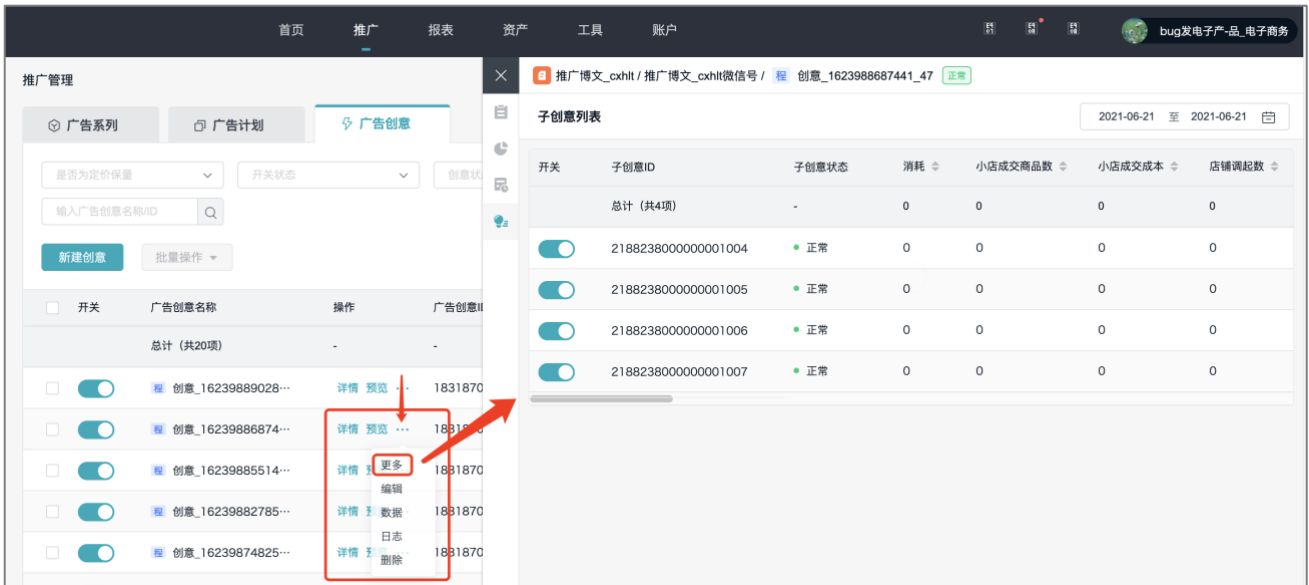 首页 推广 报表 资产 工具 账户 bug发电子产-品_电子商务
推广管理
广告系列 广告计划 广告创意
是否为定价保量 开关状态 创意状
输入广告创意名称/ID
新建创意 批量操作
开关 广告创意名称 操作 广告创意I
总计（共20项） - -
程 创意_16239889028··· 详情 预览 ··· 1831870
程 创意_16239886874··· 详情 预览 ··· 1831870
程 创意_16239885514··· 详情 1831870
程 创意_16239882785··· 详情 1831870
程 创意_16239874825··· 详情 1831870
更多
编辑
数据
日志
删除
推广博文_cxhlt / 推广博文_cxhlt微信号 / 程 创意_1623988687441_47 正常
子创意列表 2021-06-21 至 2021-06-21
开关 子创意ID 子创意状态 消耗 小店成交商品数 小店成交成本 店铺调起数
总计（共4项） - 0 0 0 0
2188238000000001004 正常 0 0 0 0
2188238000000001005 正常 0 0 0 0
2188238000000001006 正常 0 0 0 0
2188238000000001007 正常 0 0 0 0